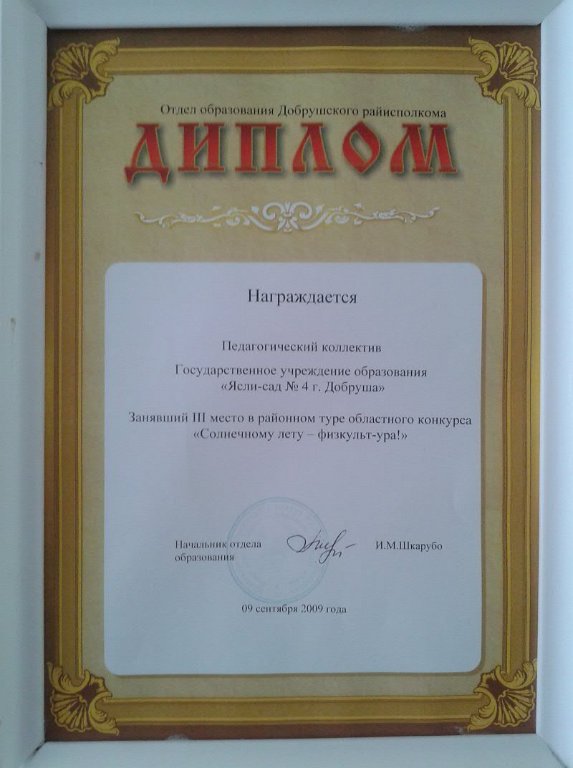 Отдел образования Добрушского райисполкома
ДИПЛОМ
Награждается
Педагогический коллектив
Государственное учреждение образования
«Ясли-сад № 4 г. Добруша»
Занявший III место в районном туре областного конкурса
«Солнечному лету – физкульт-ура!»
Начальник отдела
образования
И.М.Шкарубо
09 сентября 2009 года